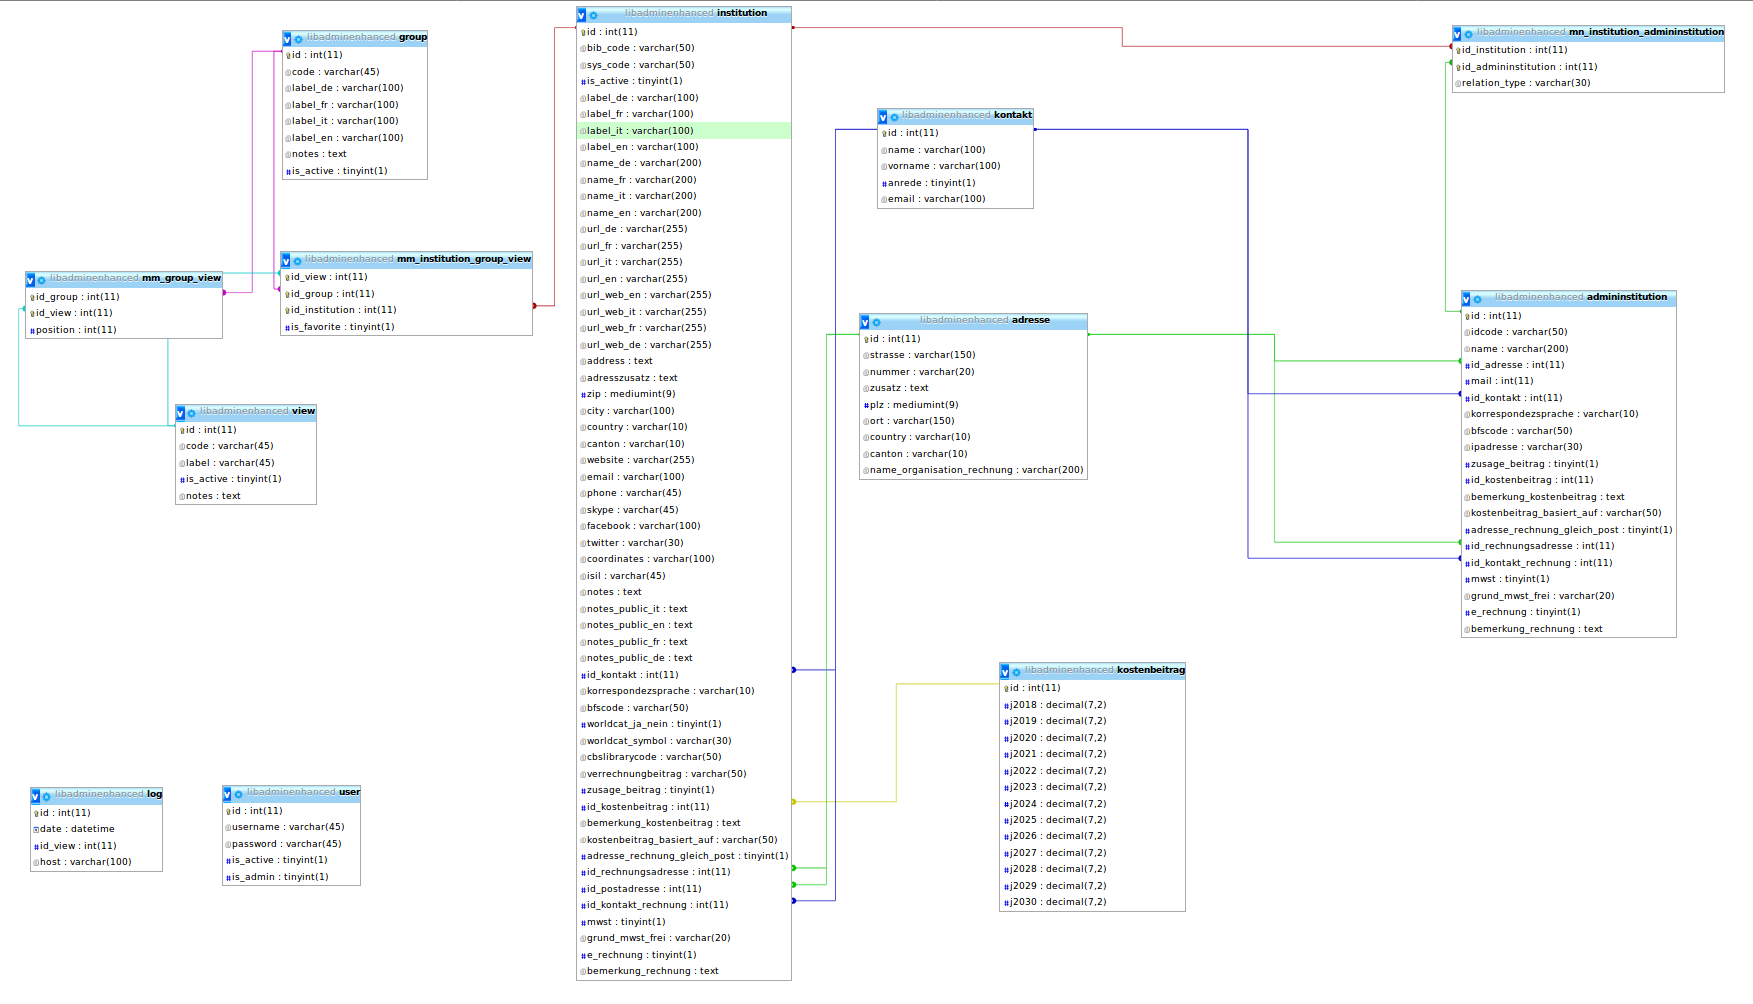 libadminenhanced group
id : int(11)
code : varchar(45)
label_de : varchar(100)
label_fr : varchar(100)
label_it : varchar(100)
label_en : varchar(100)
notes : text
is_active : tinyint(1)
libadminenhanced mm_group_view
id_group : int(11)
id_view : int(11)
position : int(11)
libadminenhanced mm_institution_group_view
id_view : int(11)
id_group : int(11)
id_institution : int(11)
is_favorite : tinyint(1)
libadminenhanced view
id : int(11)
code : varchar(45)
label : varchar(45)
is_active : tinyint(1)
notes : text
libadminenhanced log
id : int(11)
date : datetime
id_view : int(11)
host : varchar(100)
libadminenhanced user
id : int(11)
username : varchar(45)
password : varchar(45)
is_active : tinyint(1)
is_admin : tinyint(1)
libadminenhanced institution
id : int(11)
bib_code : varchar(50)
sys_code : varchar(50)
is_active : tinyint(1)
label_de : varchar(100)
label_fr : varchar(100)
label_it : varchar(100)
label_en : varchar(100)
name_de : varchar(200)
name_fr : varchar(200)
name_it : varchar(200)
name_en : varchar(200)
url_de : varchar(255)
url_fr : varchar(255)
url_it : varchar(255)
url_en : varchar(255)
url_web_en : varchar(255)
url_web_it : varchar(255)
url_web_fr : varchar(255)
url_web_de : varchar(255)
address : text
adresszusatz : text
zip : mediumint(9)
city : varchar(100)
country : varchar(10)
canton : varchar(10)
website : varchar(255)
email : varchar(100)
phone : varchar(45)
skype : varchar(45)
facebook : varchar(100)
twitter : varchar(30)
coordinates : varchar(100)
isil : varchar(45)
notes : text
notes_public_it : text
notes_public_en : text
notes_public_fr : text
notes_public_de : text
id_kontakt : int(11)
korrespondezsprache : varchar(10)
bfscode : varchar(50)
worldcat_ja_nein : tinyint(1)
worldcat_symbol : varchar(30)
cbslibrarycode : varchar(50)
verrechnungbeitrag : varchar(50)
zusage_beitrag : tinyint(1)
id_kostenbeitrag : int(11)
bemerkung_kostenbeitrag : text
kostenbeitrag_basiert_auf : varchar(50)
adresse_rechnung_gleich_post : tinyint(1)
id_rechnungsadresse : int(11)
id_postadresse : int(11)
id_kontakt_rechnung : int(11)
mwst : tinyint(1)
grund_mwst_frei : varchar(20)
e_rechnung : tinyint(1)
bemerkung_rechnung : text
libadminenhanced kontakt
id : int(11)
name : varchar(100)
vorname : varchar(100)
anrede : tinyint(1)
email : varchar(100)
libadminenhanced adresse
id : int(11)
strasse : varchar(150)
nummer : varchar(20)
zusatz : text
plz : mediumint(9)
ort : varchar(150)
country : varchar(10)
canton : varchar(10)
name_organisation_rechnung : varchar(200)
libadminenhanced kostenbeitrag
id : int(11)
j2018 : decimal(7,2)
j2019 : decimal(7,2)
j2020 : decimal(7,2)
j2021 : decimal(7,2)
j2022 : decimal(7,2)
j2023 : decimal(7,2)
j2024 : decimal(7,2)
j2025 : decimal(7,2)
j2026 : decimal(7,2)
j2027 : decimal(7,2)
j2028 : decimal(7,2)
j2029 : decimal(7,2)
j2030 : decimal(7,2)
libadminenhanced mn_institution_admininstitution
id_institution : int(11)
id_admininstitution : int(11)
relation_type : varchar(30)
libadminenhanced admininstitution
id : int(11)
idcode : varchar(50)
name : varchar(200)
id_adresse : int(11)
mail : int(11)
id_kontakt : int(11)
korrespondezsprache : varchar(10)
bfscode : varchar(50)
ipadresse : varchar(30)
zusage_beitrag : tinyint(1)
id_kostenbeitrag : int(11)
bemerkung_kostenbeitrag : text
kostenbeitrag_basiert_auf : varchar(50)
adresse_rechnung_gleich_post : tinyint(1)
id_rechnungsadresse : int(11)
id_kontakt_rechnung : int(11)
mwst : tinyint(1)
grund_mwst_frei : varchar(20)
e_rechnung : tinyint(1)
bemerkung_rechnung : text